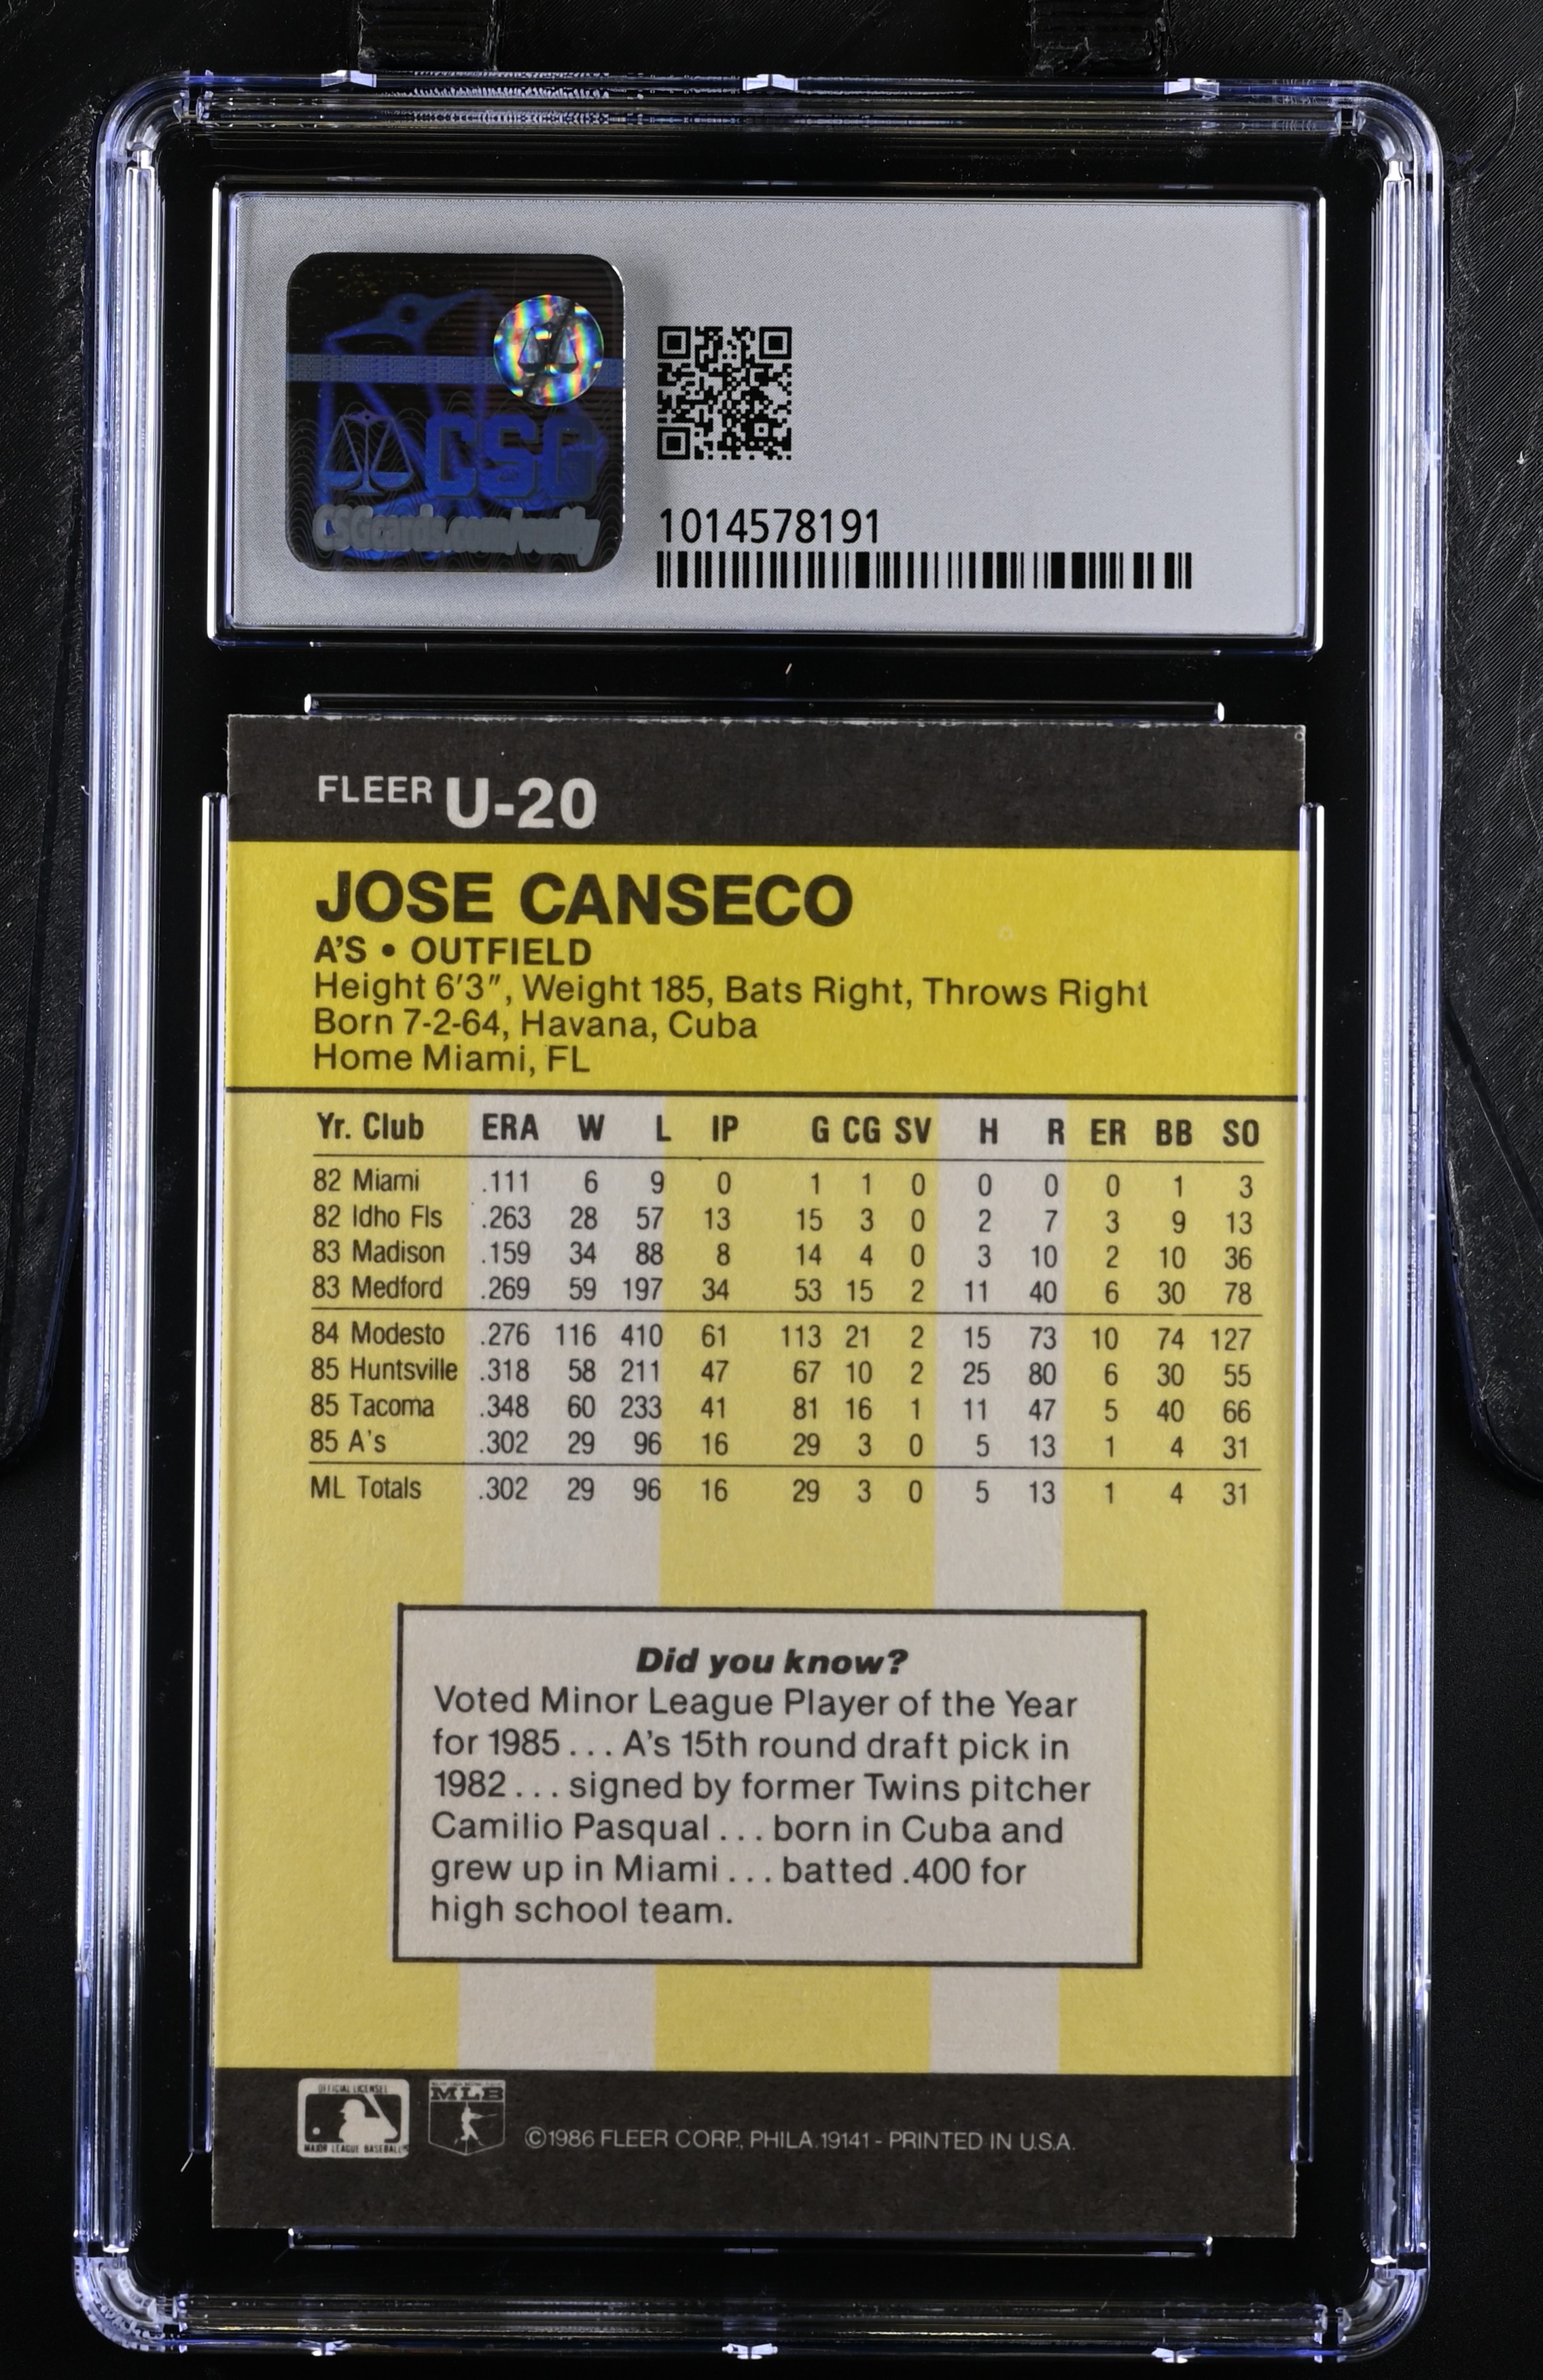 CSG
CSGcards.com/verify
1014578191
FLEER U-20
JOSE CANSECO
A'S • OUTFIELD
Height 6'3", Weight 185, Bats Right, Throws Right
Born 7-2-64, Havana, Cuba
Home Miami, FL
Yr. Club ERA W L IP G CG SV H R ER BB SO
82 Miami .111 6 9 0 1 1 0 0 0 0 1 3
82 Idho Fls .263 28 57 13 15 3 0 2 7 3 9 13
83 Madison .159 34 88 8 14 4 0 3 10 2 10 36
83 Medford .269 59 197 34 53 15 2 11 40 6 30 78
84 Modesto .276 116 410 61 113 21 2 15 73 10 74 127
85 Huntsville .318 58 211 47 67 10 2 25 80 6 30 55
85 Tacoma .348 60 233 41 81 16 1 11 47 5 40 66
85 A's .302 29 96 16 29 3 0 5 13 1 4 31
ML Totals .302 29 96 16 29 3 0 5 13 1 4 31
Did you know?
Voted Minor League Player of the Year
for 1985 . . . A's 15th round draft pick in
1982 . . . signed by former Twins pitcher
Camilio Pasqual . . . born in Cuba and
grew up in Miami . . . batted .400 for
high school team.
OFFICIAL LICENSEE
MAJOR LEAGUE BASEBALL
MLB
©1986 FLEER CORP., PHILA. 19141 - PRINTED IN U.S.A.